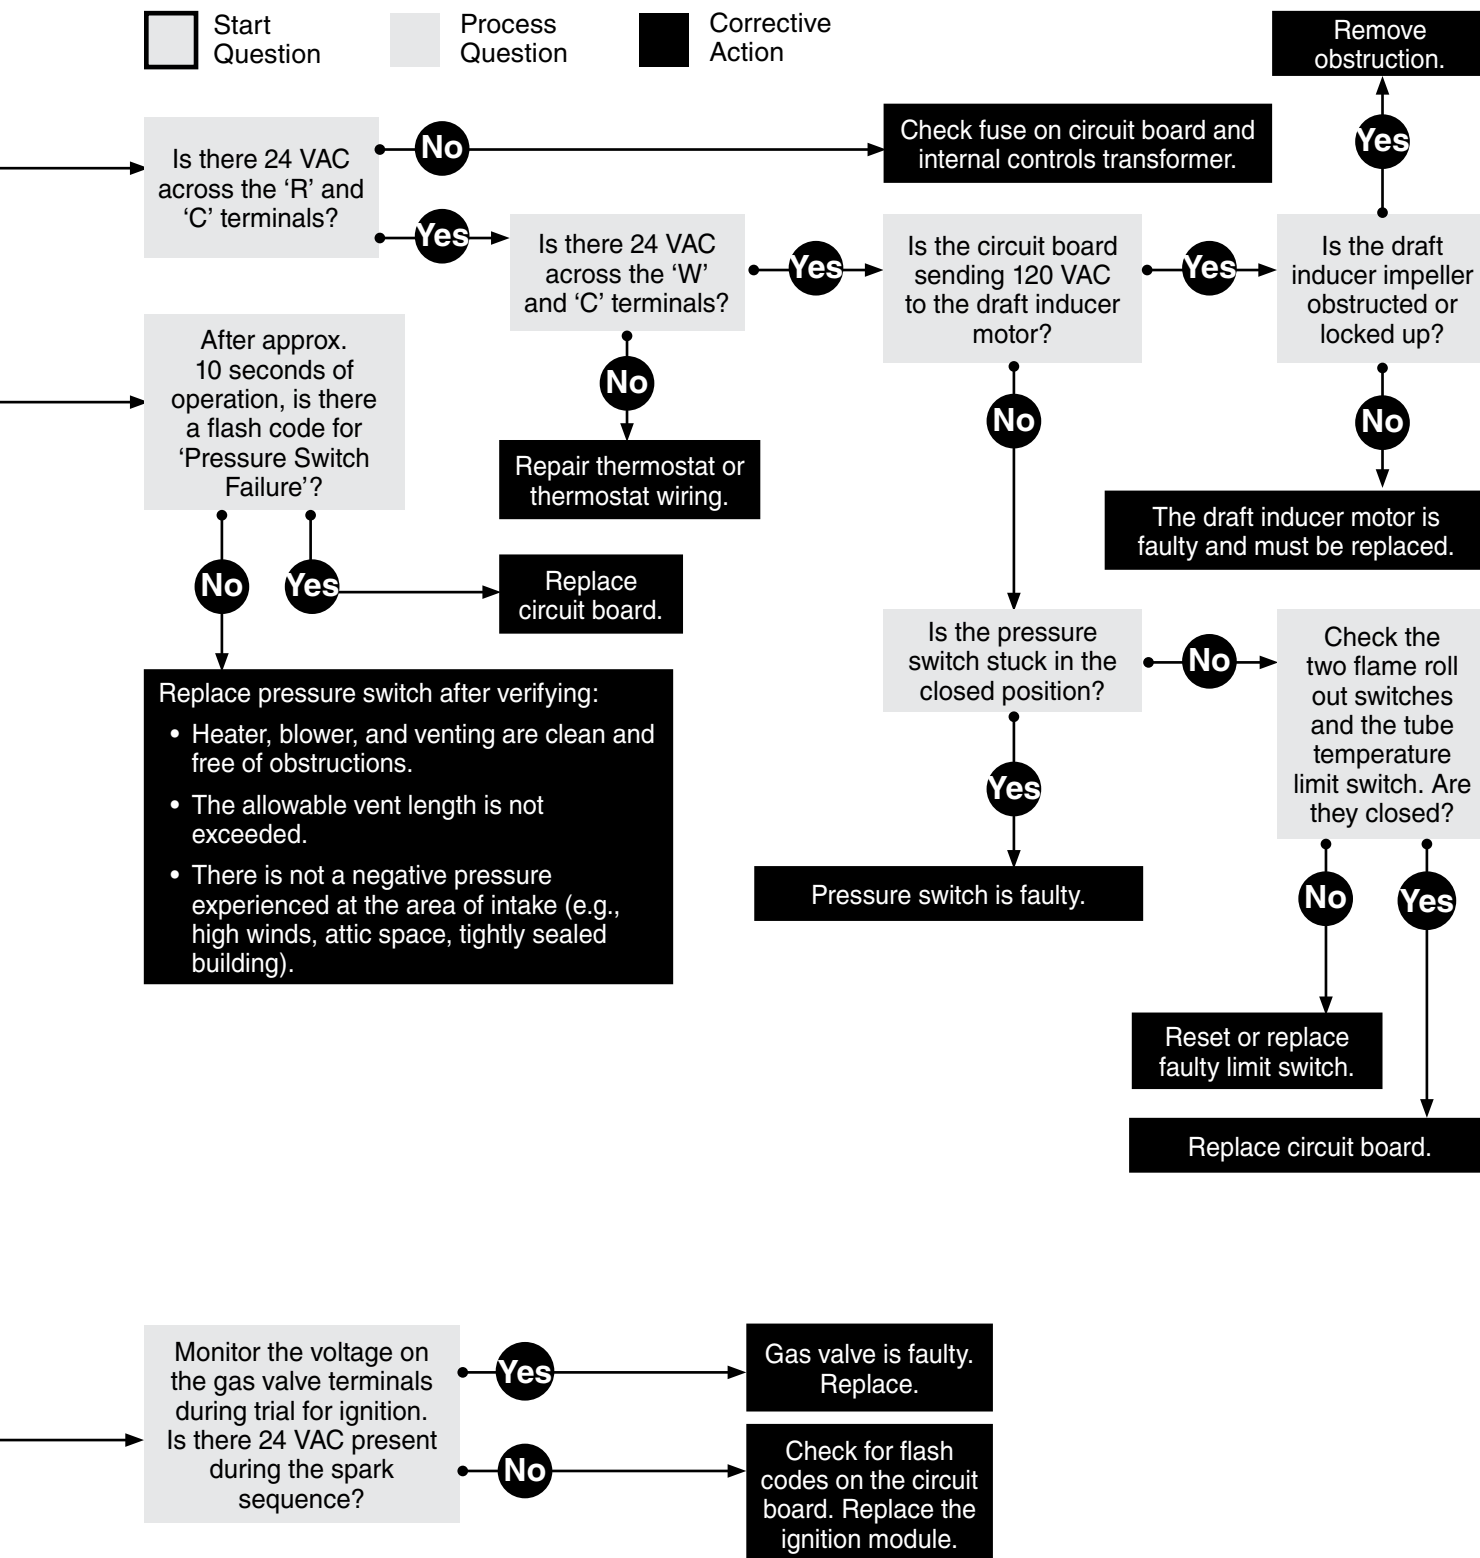 Start
Question
Process
Question
Corrective
Action
Remove
obstruction.
Yes
Is there 24 VAC
across the ‘R’ and
‘C’ terminals?
No
Check fuse on circuit board and
internal controls transformer.
Yes
Is there 24 VAC
across the ‘W’
and ‘C’ terminals?
Yes
Is the circuit board
sending 120 VAC
to the draft inducer
motor?
Yes
Is the draft
inducer impeller
obstructed or
locked up?
No
Repair thermostat or
thermostat wiring.
No
No
The draft inducer motor is
faulty and must be replaced.
After approx.
10 seconds of
operation, is there
a flash code for
‘Pressure Switch
Failure’?
No
Yes
Replace
circuit board.
Replace pressure switch after verifying:
• Heater, blower, and venting are clean and
free of obstructions.
• The allowable vent length is not
exceeded.
• There is not a negative pressure
experienced at the area of intake (e.g.,
high winds, attic space, tightly sealed
building).
Is the pressure
switch stuck in the
closed position?
No
Check the
two flame roll
out switches
and the tube
temperature
limit switch. Are
they closed?
Yes
Pressure switch is faulty.
No
Yes
Reset or replace
faulty limit switch.
Replace circuit board.
Monitor the voltage on
the gas valve terminals
during trial for ignition.
Is there 24 VAC present
during the spark
sequence?
Yes
Gas valve is faulty.
Replace.
No
Check for flash
codes on the circuit
board. Replace the
ignition module.